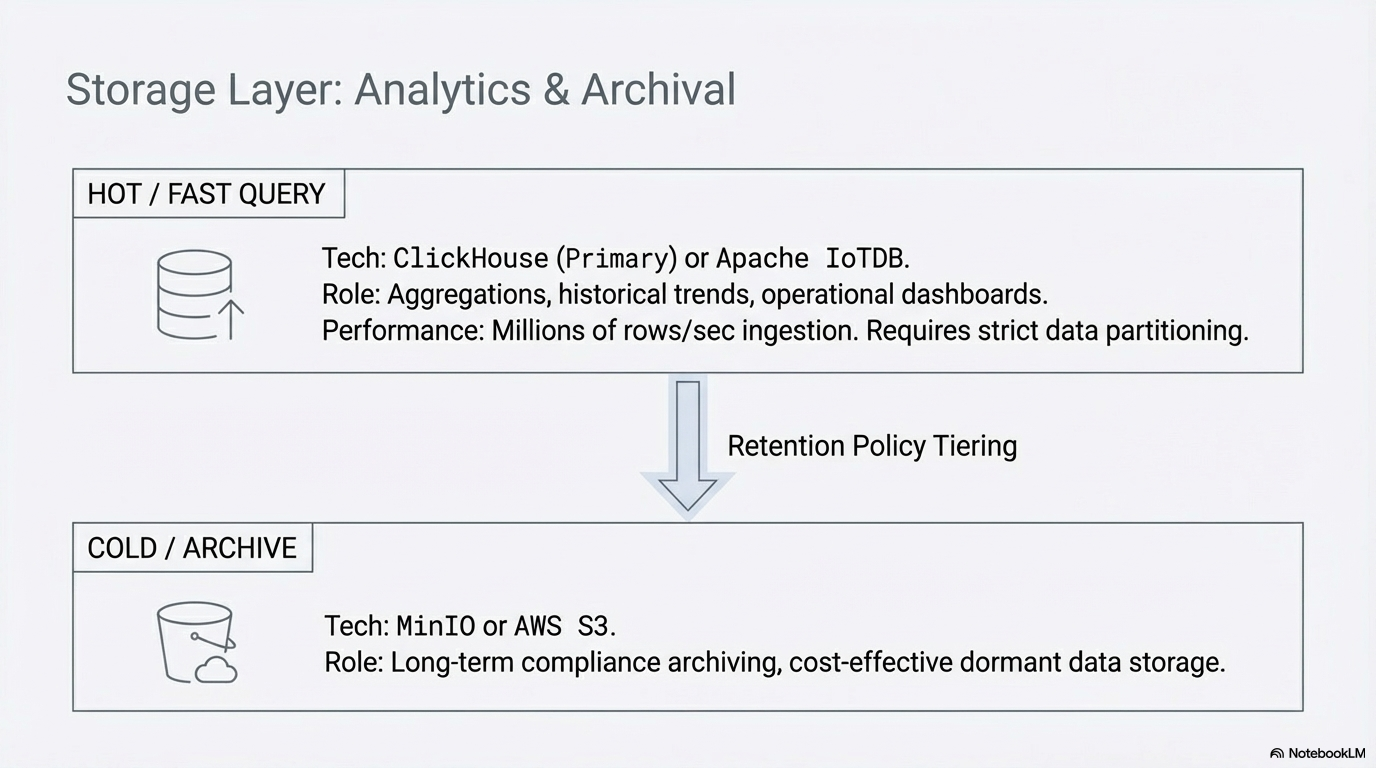 Storage Layer: Analytics & Archival
HOT / FAST QUERY
Tech: ClickHouse (Primary) or Apache IoTDB.
Role: Aggregations, historical trends, operational dashboards.
Performance: Millions of rows/sec ingestion. Requires strict data partitioning.
Retention Policy Tiering
COLD / ARCHIVE
Tech: MinIO or AWS S3.
Role: Long-term compliance archiving, cost-effective dormant data storage.
NotebookLM